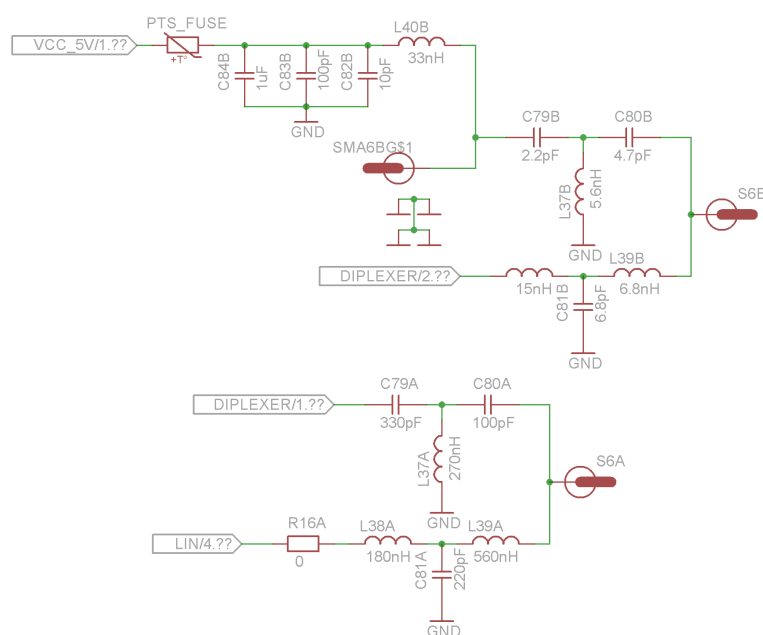 PTS_FUSE
L40B
VCC_5V/1.??
33nH
+T°
C84B
1uF
C83B
100pF
C82B
10pF
GND
C79B
C80B
SMA6BG$1
2.2pF
4.7pF
L37B
5.6nH
S6B
GND
L39B
DIPLEXER/2.??
15nH
C81B
6.8pF
6.8nH
GND
C79A
C80A
DIPLEXER/1.??
330pF
100pF
L37A
270nH
S6A
GND
R16A
L38A
L39A
LIN/4.??
0
180nH
C81A
220pF
560nH
GND